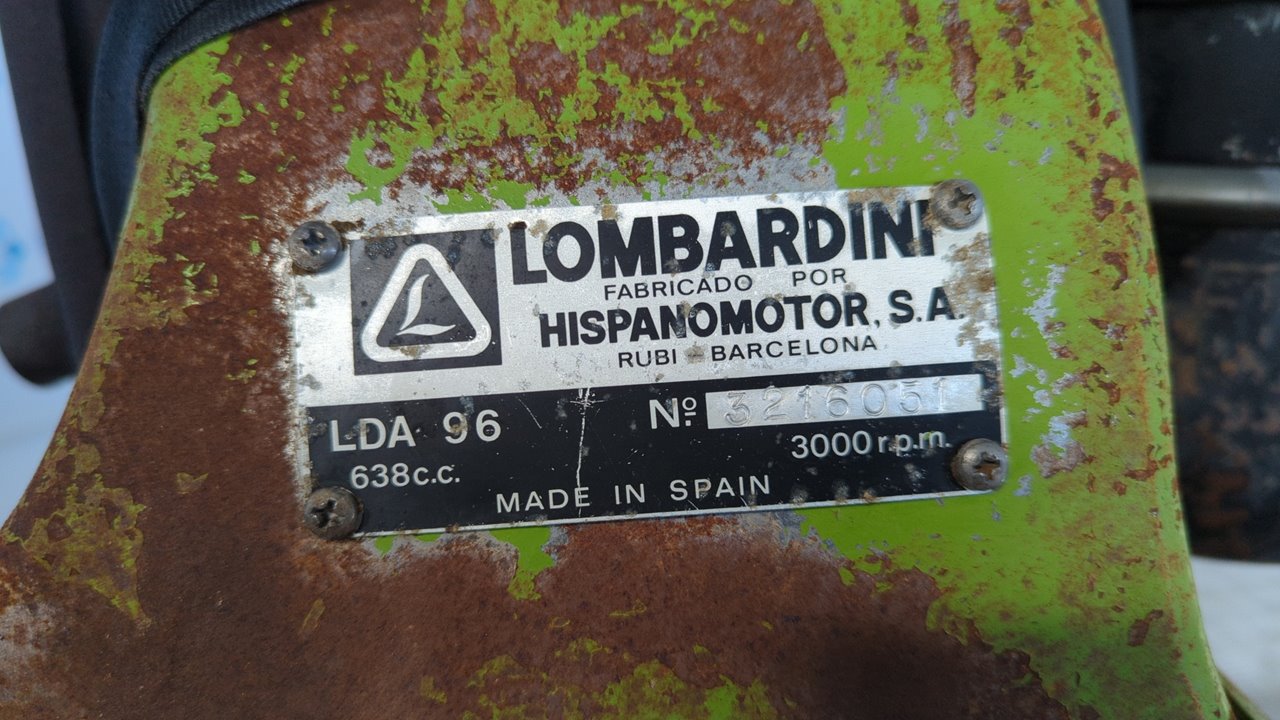 LOMBARDINI
FABRICADO POR
HISPANOMOTOR, S.A.
RUBI - BARCELONA
LDA 96 Nº 3216051
638c.c. 3000 r.p.m.
MADE IN SPAIN